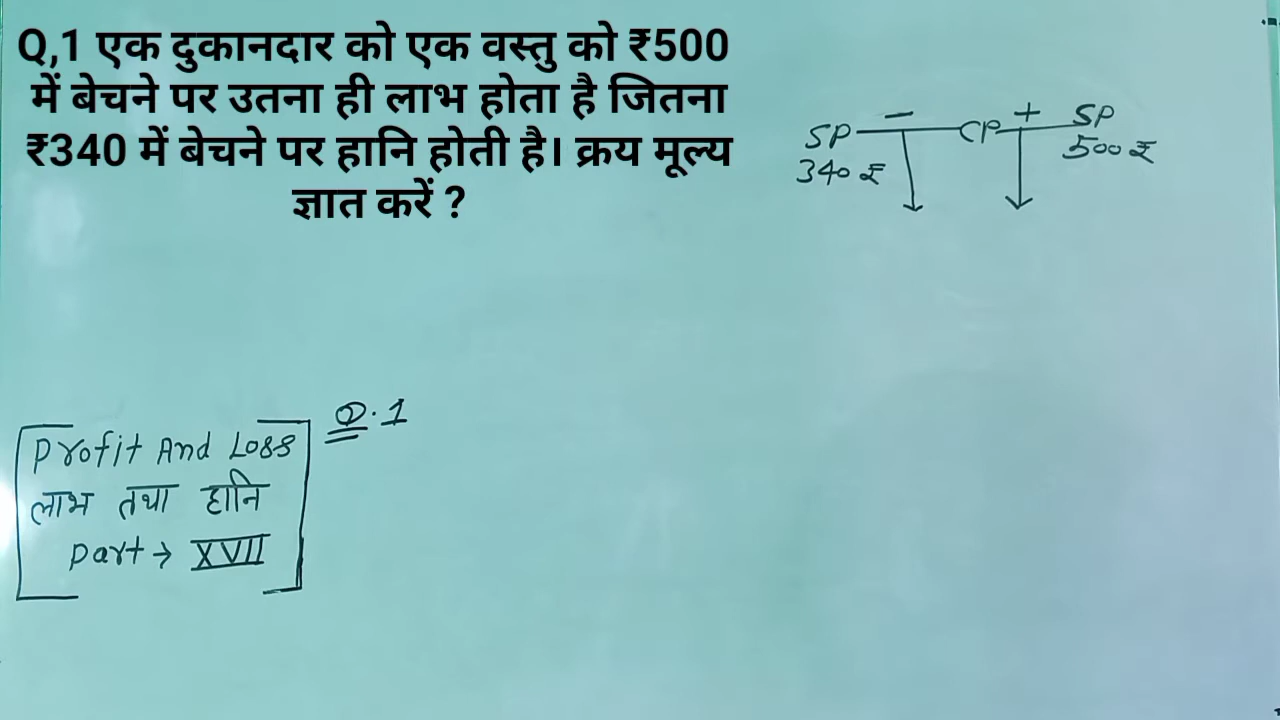 Q,1 एक दुकानदार को एक वस्तु को ₹500
में बेचने पर उतना ही लाभ होता है जितना
₹340 में बेचने पर हानि होती है। क्रय मूल्य
ज्ञात करें ?
SP — CP + SP
340 ₹ 500 ₹
Q.1
Profit And Loss
लाभ तथा हानि
Part → XVII